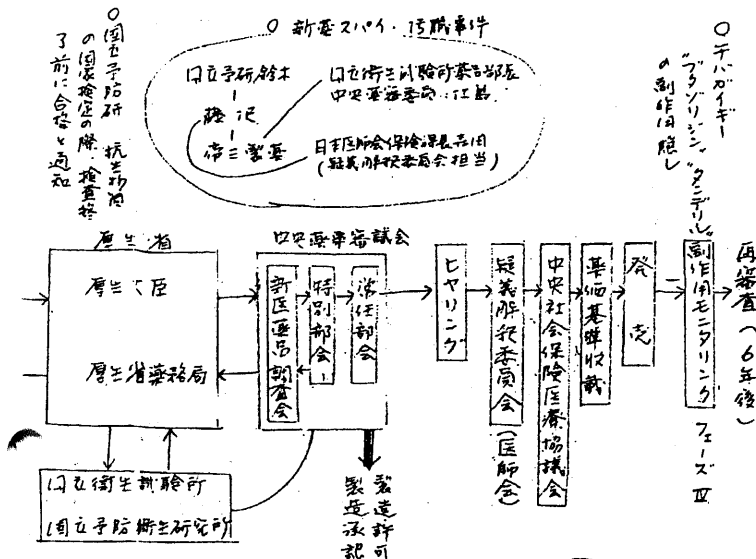 ○ 新薬スパイ・汚職事件
国立予研、鈴木
藤沢
帝三製薬
国立衛生試験所薬品部長
中央薬審委員:江島
日本医師会保険課長吉田
(疑義解釈委員会担当)
○国立予防研 抗生物質
の国家検定の際、検査終
了前に合格と通知
○チバガイギー
"ブタゾリジン""タンデリル"
の副作用隠し
厚生省
厚生大臣
厚生省薬務局
中央薬事審議会
新医薬品調査会
特別部会
常任部会
ヒヤリング
疑義解釈委員会(医師会)
中央社会保険医療協議会
薬価基準収載
発売
副作用モニタリング フェーズⅣ
再審査(6年後)
国立衛生試験所
国立予防衛生研究所
製造許可
製造承認